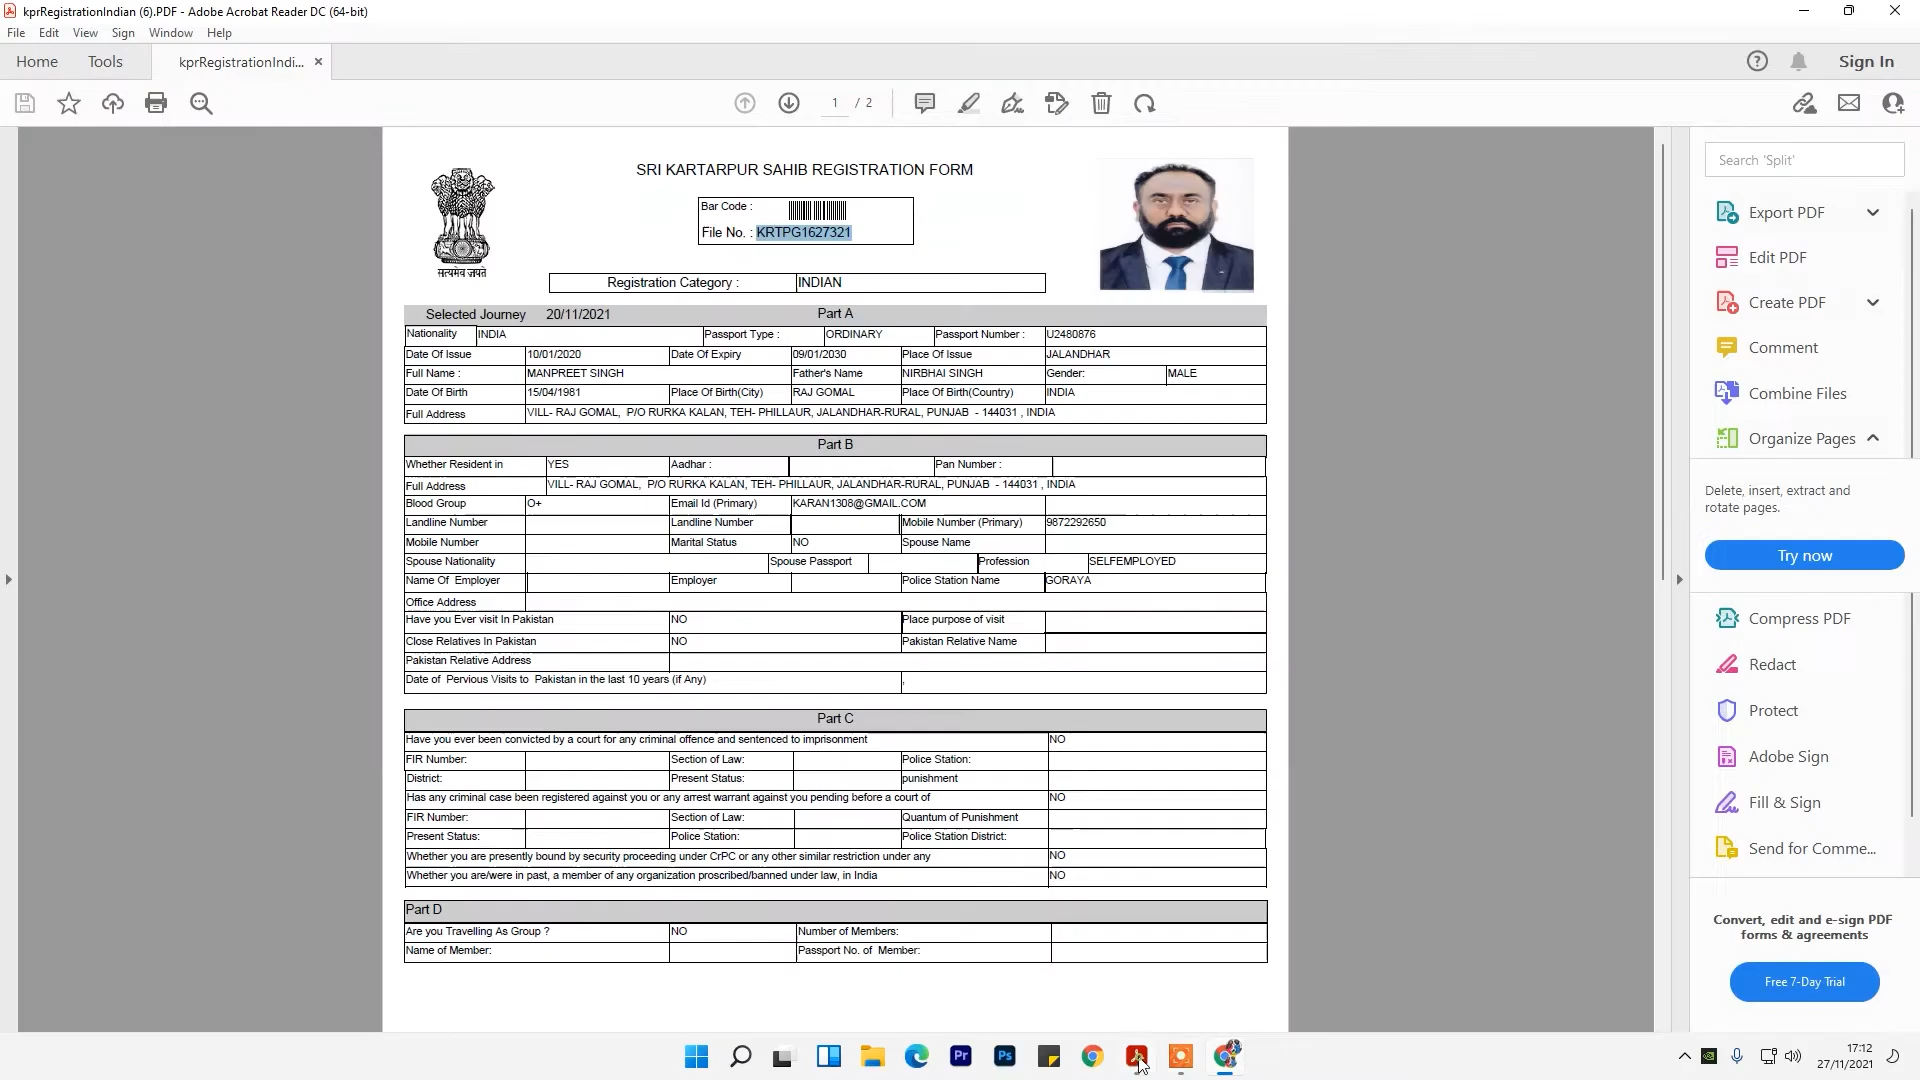 kprRegistrationIndian (6).PDF - Adobe Acrobat Reader DC (64-bit)
File Edit View Sign Window Help
Home Tools kprRegistrationIndi... Sign In
1 / 2
SRI KARTARPUR SAHIB REGISTRATION FORM
Bar Code :
File No. : KRTPG1627321
सत्यमेव जयते
Registration Category : INDIAN
Selected Journey 20/11/2021 Part A
Nationality INDIA Passport Type : ORDINARY Passport Number : U2480876
Date Of Issue 10/01/2020 Date Of Expiry 09/01/2030 Place Of Issue JALANDHAR
Full Name : MANPREET SINGH Father's Name NIRBHAI SINGH Gender: MALE
Date Of Birth 15/04/1981 Place Of Birth(City) RAJ GOMAL Place Of Birth(Country) INDIA
Full Address VILL- RAJ GOMAL, P/O RURKA KALAN, TEH- PHILLAUR, JALANDHAR-RURAL, PUNJAB - 144031 , INDIA
Part B
Whether Resident in YES Aadhar : Pan Number :
Full Address VILL- RAJ GOMAL, P/O RURKA KALAN, TEH- PHILLAUR, JALANDHAR-RURAL, PUNJAB - 144031 , INDIA
Blood Group O+ Email Id (Primary) KARAN1308@GMAIL.COM
Landline Number Landline Number Mobile Number (Primary) 9872292650
Mobile Number Marital Status NO Spouse Name
Spouse Nationality Spouse Passport Profession SELFEMPLOYED
Name Of Employer Employer Police Station Name GORAYA
Office Address
Have you Ever visit In Pakistan NO Place purpose of visit
Close Relatives In Pakistan NO Pakistan Relative Name
Pakistan Relative Address
Date of Pervious Visits to Pakistan in the last 10 years (if Any) ,
Part C
Have you ever been convicted by a court for any criminal offence and sentenced to imprisonment NO
FIR Number: Section of Law: Police Station:
District: Present Status: punishment
Has any criminal case been registered against you or any arrest warrant against you pending before a court of NO
FIR Number: Section of Law: Quantum of Punishment
Present Status: Police Station: Police Station District:
Whether you are presently bound by security proceeding under CrPC or any other similar restriction under any NO
Whether you are/were in past, a member of any organization proscribed/banned under law, in India NO
Part D
Are you Travelling As Group ? NO Number of Members:
Name of Member: Passport No. of Member:
Search 'Split'
Export PDF
Edit PDF
Create PDF
Comment
Combine Files
Organize Pages
Delete, insert, extract and
rotate pages.
Try now
Compress PDF
Redact
Protect
Adobe Sign
Fill & Sign
Send for Comme...
Convert, edit and e-sign PDF
forms & agreements
Free 7-Day Trial
Pr Ps
17:12
27/11/2021